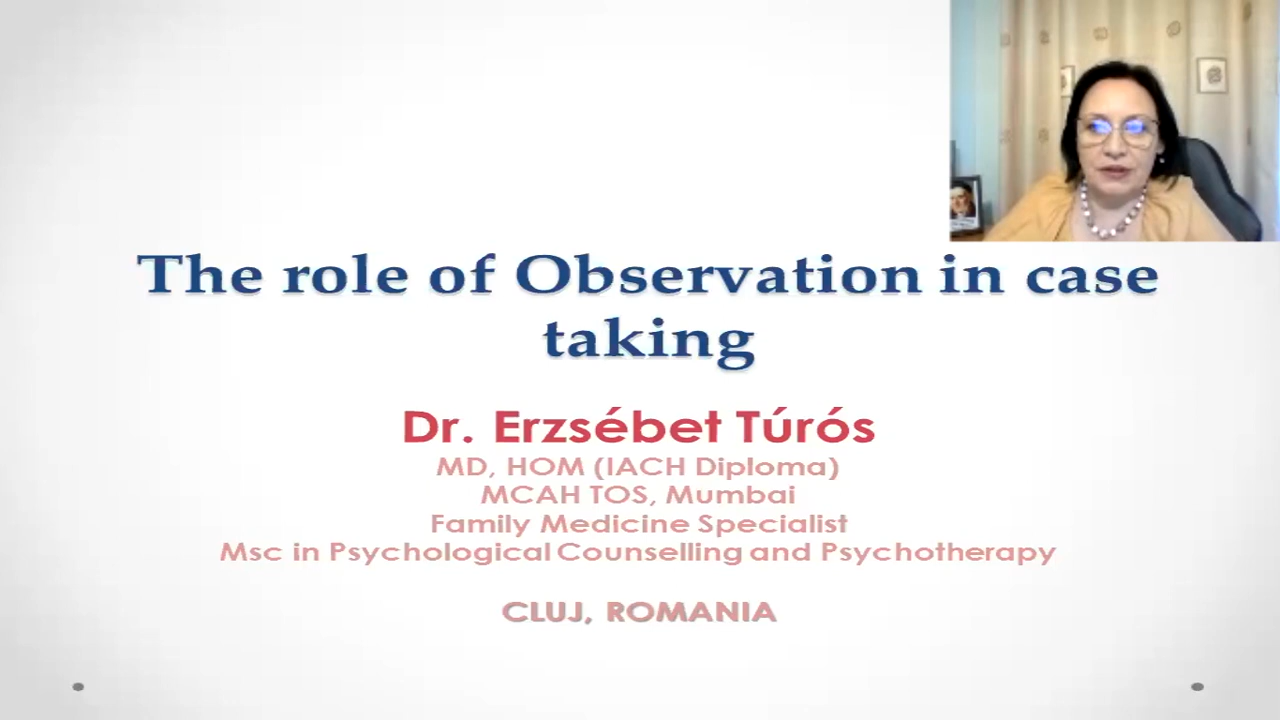 The role of Observation in case
taking
Dr. Erzsébet Túrós
MD, HOM (IACH Diploma)
MCAH TOS, Mumbai
Family Medicine Specialist
Msc in Psychological Counselling and Psychotherapy
CLUJ, ROMANIA